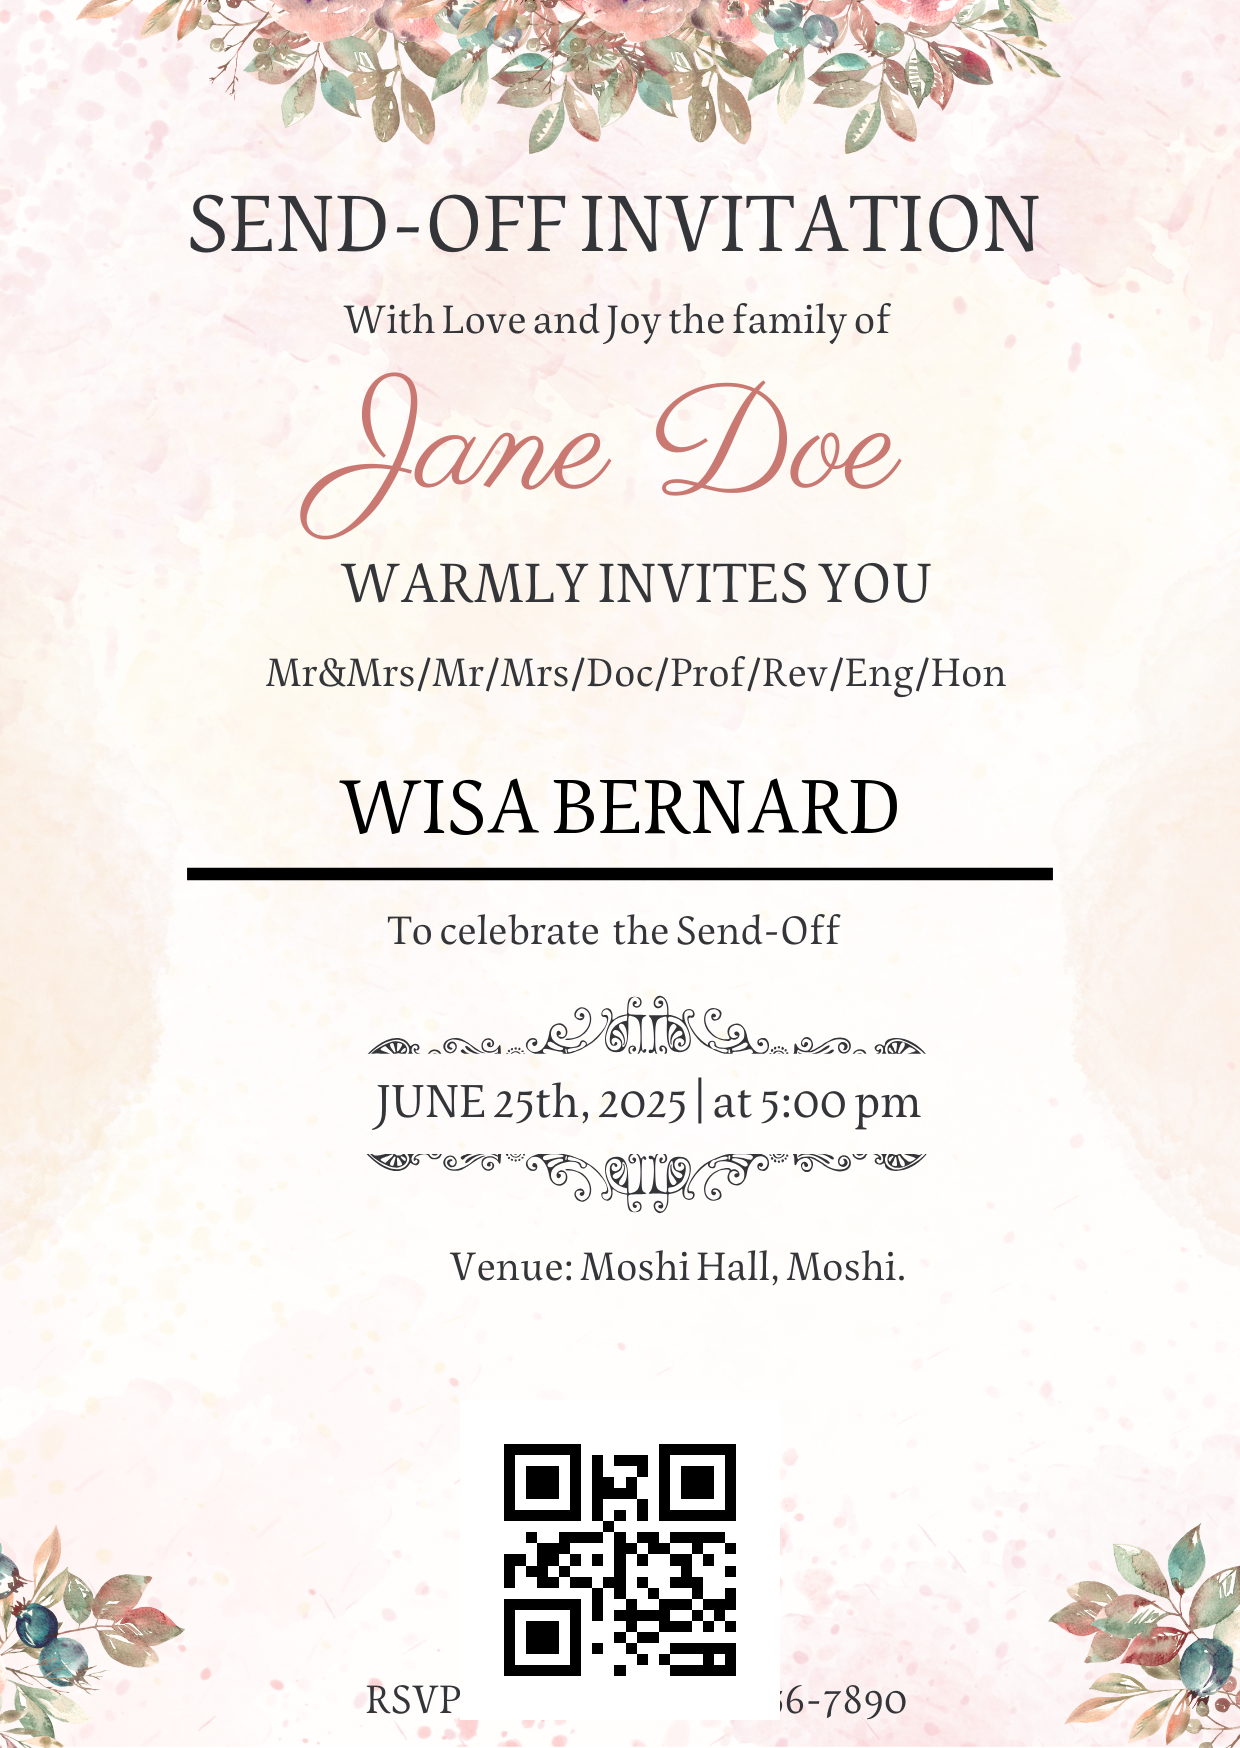 SEND-OFF INVITATION
With Love and Joy the family of
Jane Doe
WARMLY INVITES YOU
Mr&Mrs/Mr/Mrs/Doc/Prof/Rev/Eng/Hon
WISA BERNARD
To celebrate the Send-Off
JUNE 25th, 2025 | at 5:00 pm
Venue: Moshi Hall, Moshi.
RSVP 6-7890